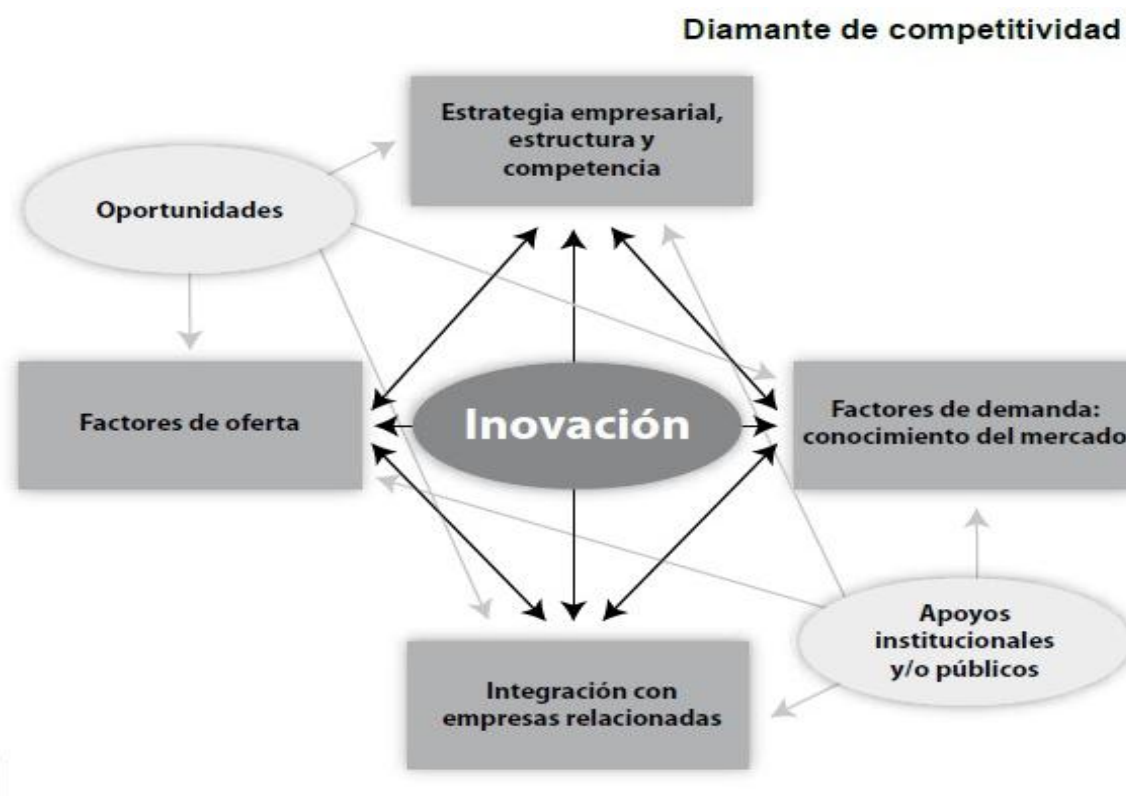 Diamante de competitividad
Estrategia empresarial,
estructura y
competencia
Oportunidades
Factores de oferta
Inovación
Factores de demanda:
conocimiento del mercado
Apoyos
institucionales
y/o públicos
Integración con
empresas relacionadas